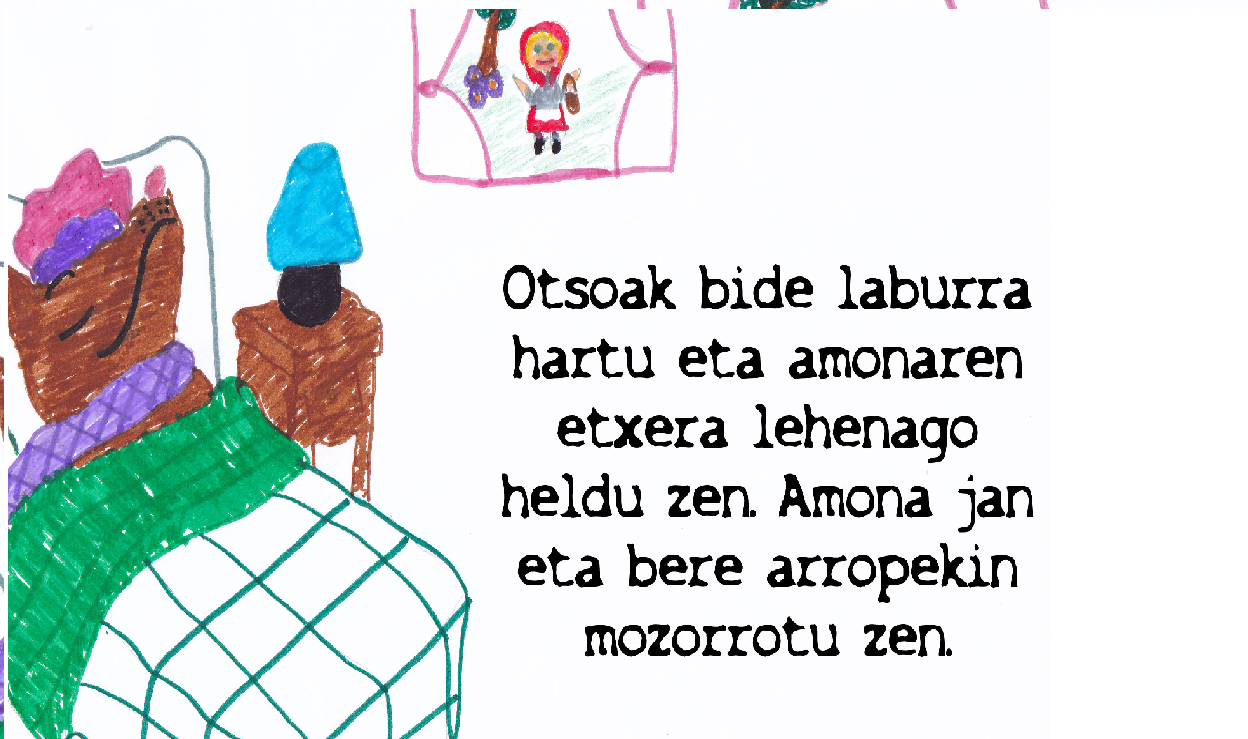 Otsoak bide laburra
hartu eta amonaren
etxera lehenago
heldu zen. Amona jan
eta bere arropekin
mozorrotu zen.